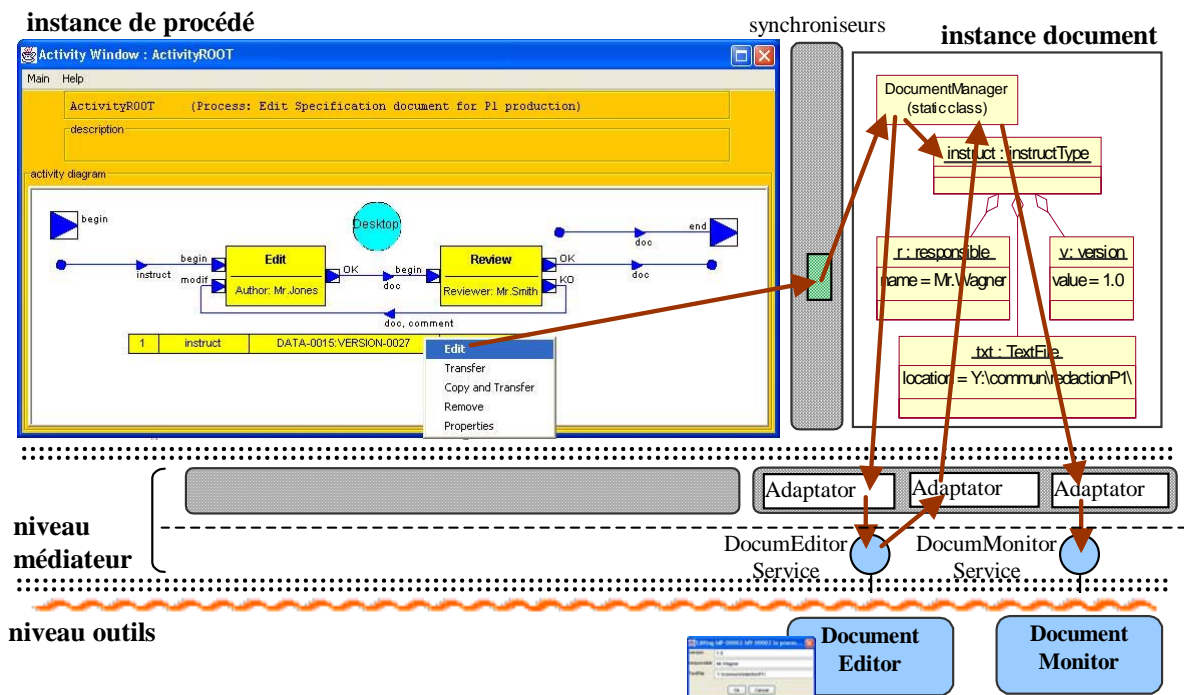 instance de procédé
synchroniseurs
instance document
Activity Window : ActivityROOT
Main Help
ActivityROOT (Process: Edit Specification document for P1 production)
description
activity diagram
begin
Desktop
end
doc
begin
instruct
modif
Edit
Author: Mr.Jones
OK
doc
begin
Review
Reviewer: Mr.Smith
OK
doc
KO
doc, comment
1 instruct DATA-0015:VERSION-0027
Edit
Transfer
Copy and Transfer
Remove
Properties
DocumentManager
(static class)
instruct : instructType
r : responsible
name = Mr.Wagner
v: version
value = 1.0
txt : TextFile
location = Y:\commun\redactionP1\
Adaptator
Adaptator
Adaptator
niveau
médiateur
DocumEditor
Service
DocumMonitor
Service
niveau outils
Document
Editor
Document
Monitor
Ok Cancel